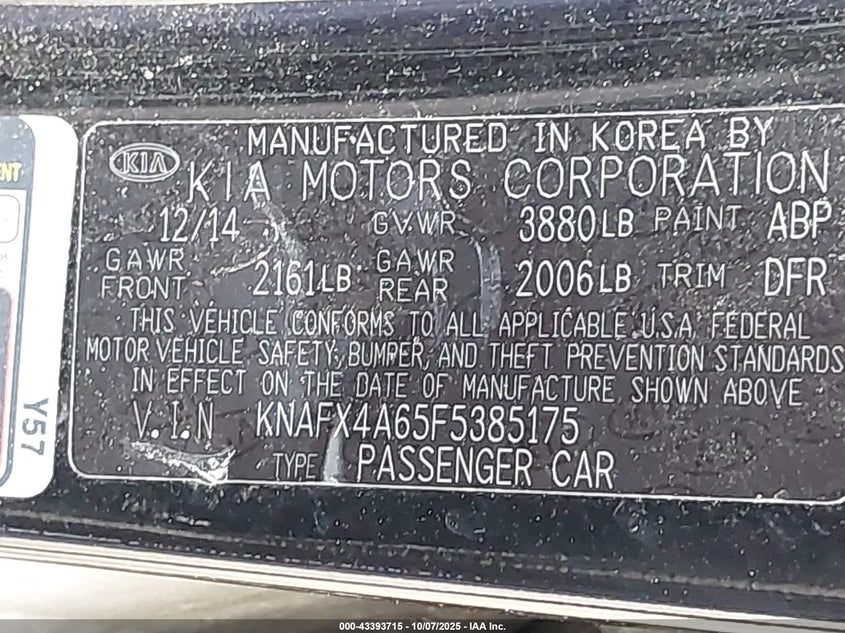 MANUFACTURED IN KOREA BY
KIA
KIA MOTORS CORPORATION
12/14 GVWR 3880LB PAINT ABP
GAWR FRONT 2161LB GAWR REAR 2006LB TRIM DFR
THIS VEHICLE CONFORMS TO ALL APPLICABLE U.S.A. FEDERAL
MOTOR VEHICLE SAFETY, BUMPER, AND THEFT PREVENTION STANDARDS
IN EFFECT ON THE DATE OF MANUFACTURE SHOWN ABOVE
V.I.N KNAFX4A65F5385175
TYPE PASSENGER CAR
Y57
000-43393715 - 10/07/2025 - IAA Inc.